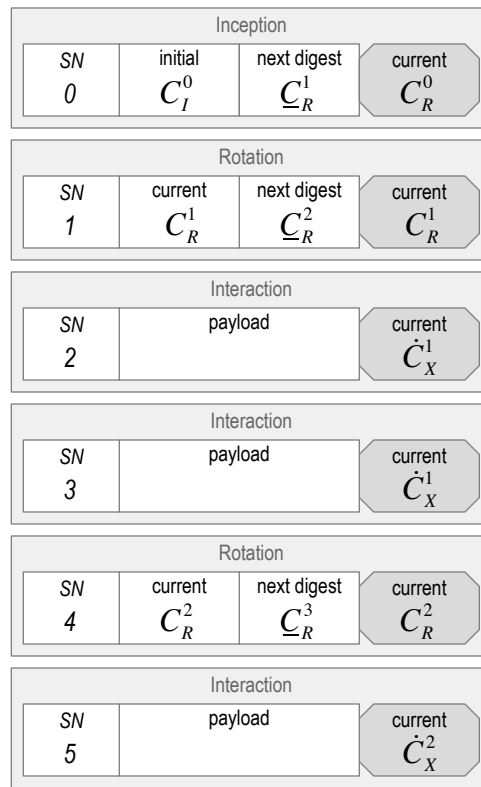 Inception
SN initial next digest current
0 C_I^0 C̲_R^1 C_R^0
Rotation
SN current next digest current
1 C_R^1 C̲_R^2 C_R^1
Interaction
SN payload current
2 Ċ_X^1
Interaction
SN payload current
3 Ċ_X^1
Rotation
SN current next digest current
4 C_R^2 C̲_R^3 C_R^2
Interaction
SN payload current
5 Ċ_X^2